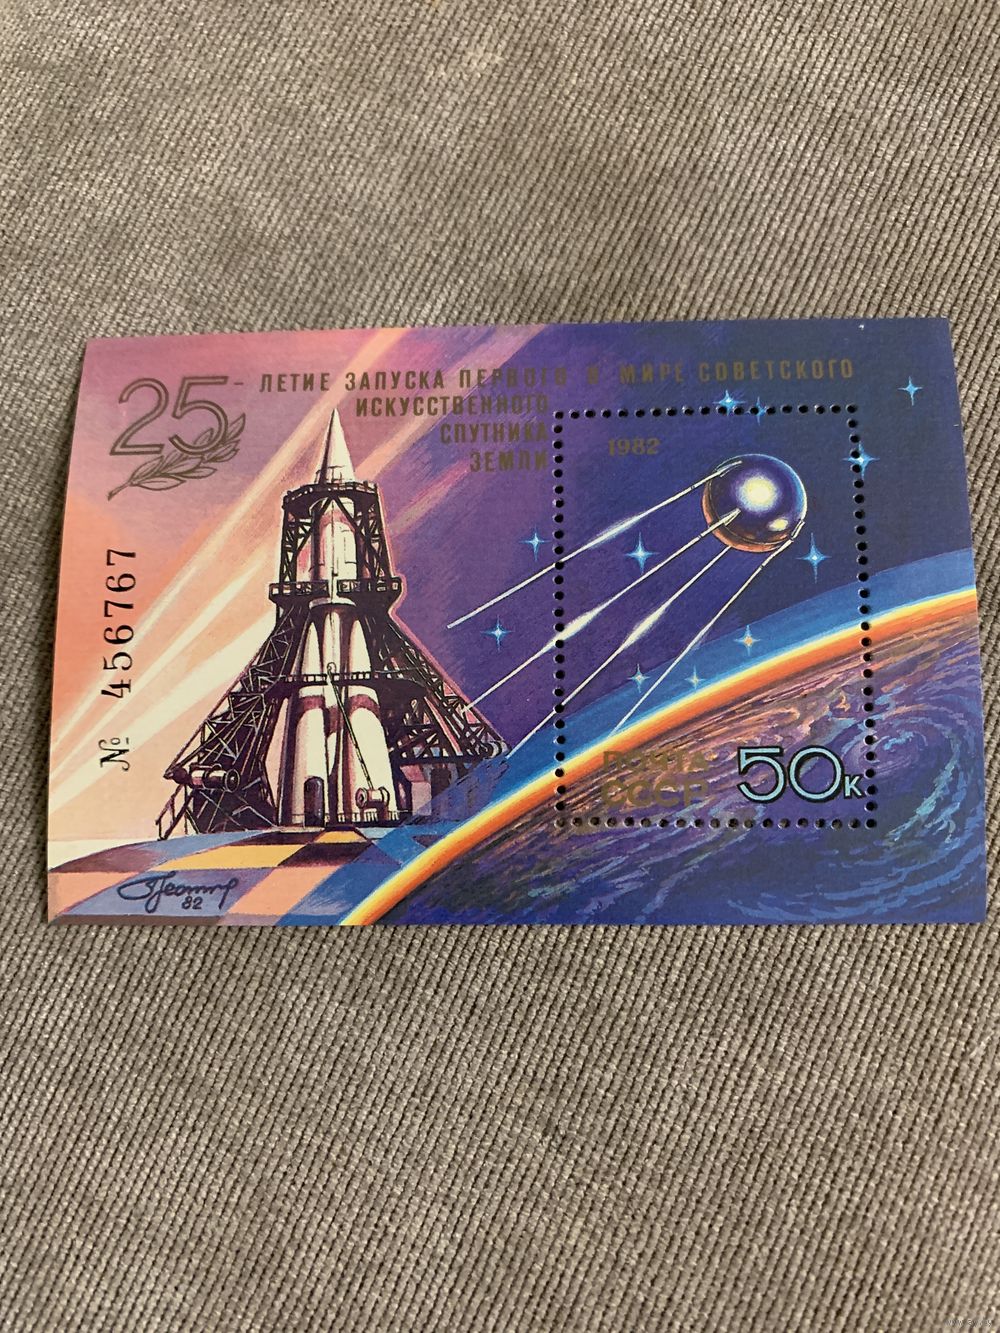 25-ЛЕТИЕ ЗАПУСКА ПЕРВОГО В МИРЕ СОВЕТСКОГО
ИСКУССТВЕННОГО
СПУТНИКА
ЗЕМЛИ
1982
№ 456767
ПОЧТА
СССР
50к
82